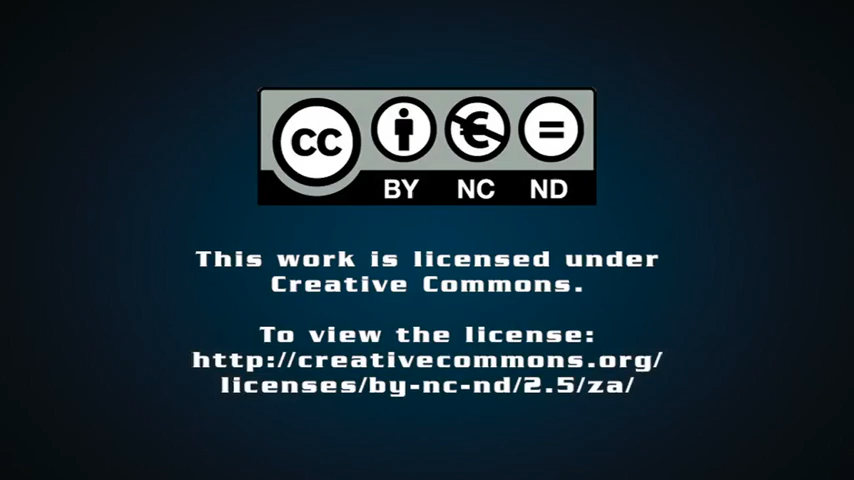 cc
BY NC ND
This work is licensed under
Creative Commons.
To view the license:
http://creativecommons.org/
licenses/by-nc-nd/2.5/za/